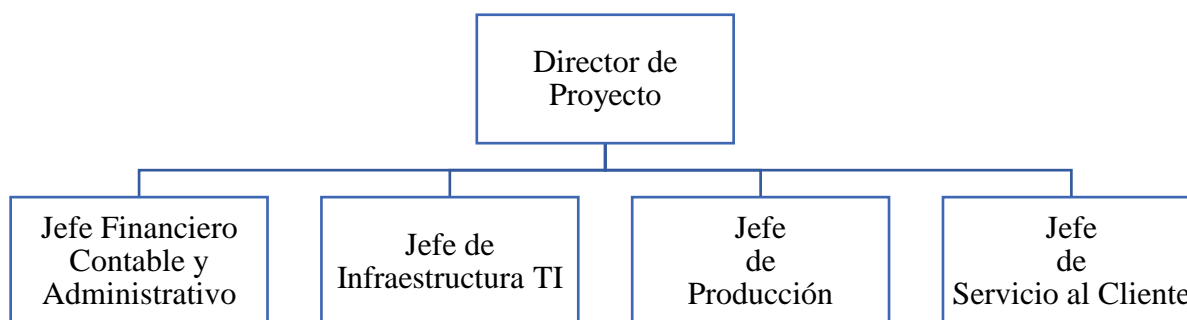 Director de
Proyecto
Jefe Financiero
Contable y
Administrativo
Jefe de
Infraestructura TI
Jefe
de
Producción
Jefe
de
Servicio al Cliente